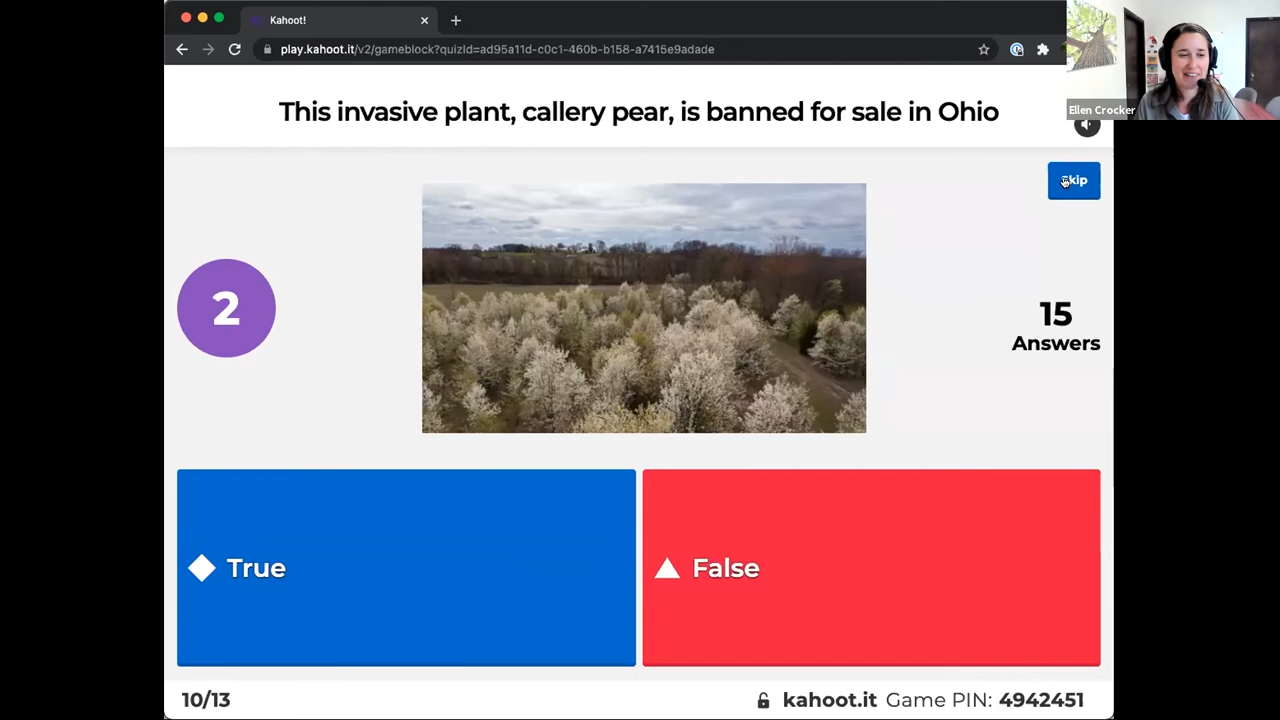 Kahoot!
play.kahoot.it/v2/gameblock?quizId=ad95a11d-c0c1-460b-b158-a7415e9adade
Ellen Crocker
This invasive plant, callery pear, is banned for sale in Ohio
Skip
2
15
Answers
True
False
10/13
kahoot.it Game PIN: 4942451